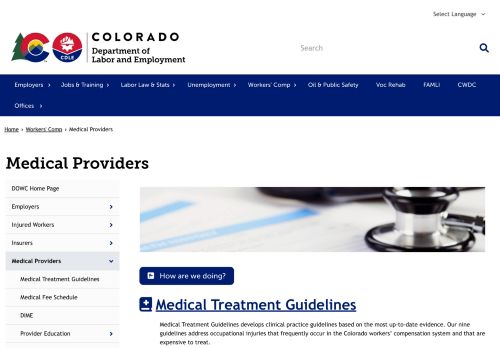 Select Language
COLORADO
Department of
Labor and Employment
CDLE
Search
Employers
Jobs & Training
Labor Law & Stats
Unemployment
Workers' Comp
Oil & Public Safety
Voc Rehab
FAMLI
CWDC
Offices
Home › Workers' Comp › Medical Providers
Medical Providers
DOWC Home Page
Employers
Injured Workers
Insurers
Medical Providers
Medical Treatment Guidelines
Medical Fee Schedule
DIME
Provider Education
How are we doing?
Medical Treatment Guidelines
Medical Treatment Guidelines develops clinical practice guidelines based on the most up-to-date evidence. Our nine
guidelines address occupational injuries that frequently occur in the Colorado workers' compensation system and that are
expensive to treat.